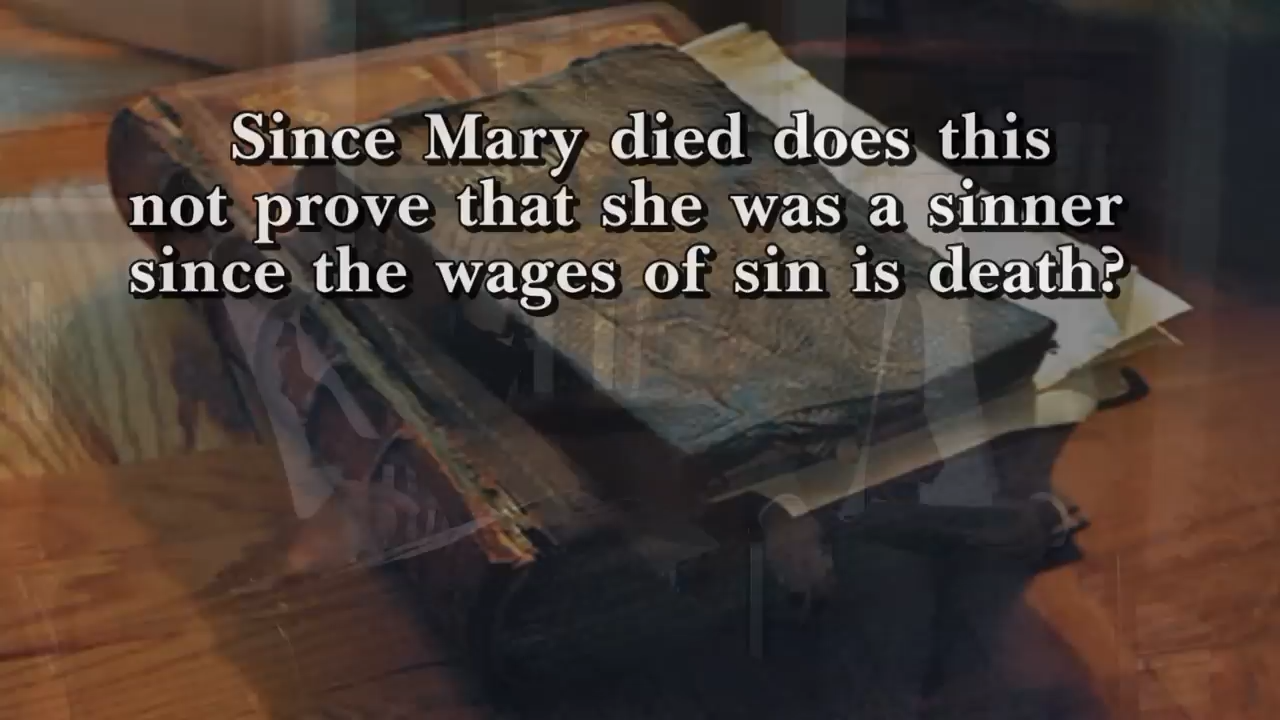 Since Mary died does this
not prove that she was a sinner
since the wages of sin is death?